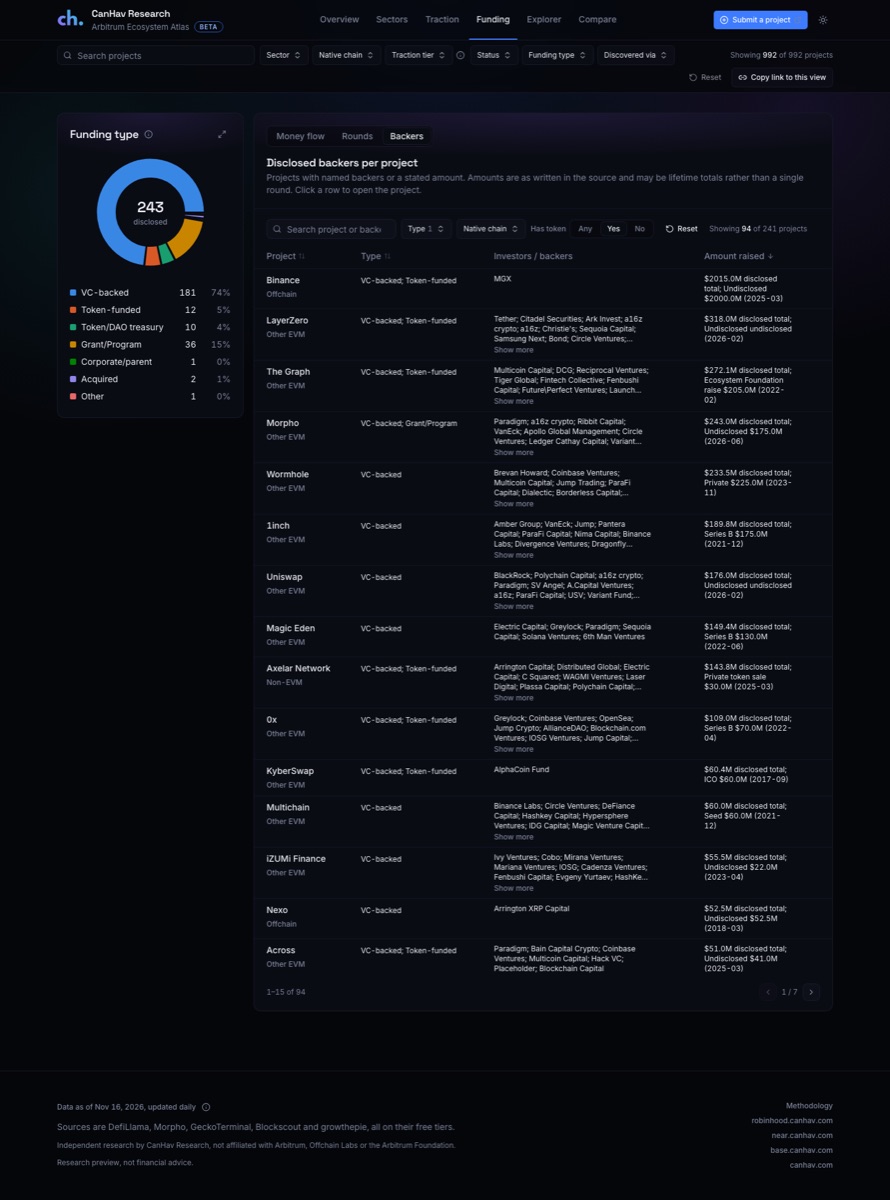 ch.
CanHav Research
Arbitrum Ecosystem Atlas BETA
Overview Sectors Traction Funding Explorer Compare
Submit a project
Search projects
Sector Native chain Traction tier Status Funding type Discovered via
Showing 992 of 992 projects
Reset Copy link to this view
Funding type
243
disclosed
VC-backed 181 74%
Token-funded 12 5%
Token/DAO treasury 10 4%
Grant/Program 36 15%
Corporate/parent 1 0%
Acquired 2 1%
Other 1 0%
Money flow Rounds Backers
Disclosed backers per project
Projects with named backers or a stated amount. Amounts are as written in the source and may be lifetime totals rather than a single
round. Click a row to open the project.
Search project or back
Type 1 Native chain Has token Any Yes No Reset Showing 94 of 241 projects
Project Type Investors / backers Amount raised
Binance
Offchain
VC-backed; Token-funded
MGX
$2015.0M disclosed
total; Undisclosed
$2000.0M (2025-03)
LayerZero
Other EVM
VC-backed; Token-funded
Tether; Citadel Securities; Ark Invest; a16z
crypto; a16z; Christie's; Sequoia Capital;
Samsung Next; Bond; Circle Ventures;...
Show more
$318.0M disclosed total;
Undisclosed undisclosed
(2026-02)
The Graph
Other EVM
VC-backed; Token-funded
Multicoin Capital; DCG; Reciprocal Ventures;
Tiger Global; Fintech Collective; Fenbushi
Capital; Future\Perfect Ventures; Launch...
Show more
$272.1M disclosed total;
Ecosystem Foundation
raise $205.0M (2022-
02)
Morpho
Other EVM
VC-backed; Grant/Program
Paradigm; a16z crypto; Ribbit Capital;
VanEck; Apollo Global Management; Circle
Ventures; Ledger Cathay Capital; Variant...
Show more
$243.0M disclosed total;
Undisclosed $175.0M
(2026-06)
Wormhole
Other EVM
VC-backed
Brevan Howard; Coinbase Ventures;
Multicoin Capital; Jump Trading; ParaFi
Capital; Dialectic; Borderless Capital;...
Show more
$233.5M disclosed total;
Private $225.0M (2023-
11)
1inch
Other EVM
VC-backed
Amber Group; VanEck; Jump; Pantera
Capital; ParaFi Capital; Nima Capital; Binance
Labs; Divergence Ventures; Dragonfly...
Show more
$189.8M disclosed total;
Series B $175.0M
(2021-12)
Uniswap
Other EVM
VC-backed
BlackRock; Polychain Capital; a16z crypto;
Paradigm; SV Angel; A.Capital Ventures;
a16z; ParaFi Capital; USV; Variant Fund;...
Show more
$176.0M disclosed total;
Undisclosed undisclosed
(2026-02)
Magic Eden
Other EVM
VC-backed
Electric Capital; Greylock; Paradigm; Sequoia
Capital; Solana Ventures; 6th Man Ventures
$149.4M disclosed total;
Series B $130.0M
(2022-06)
Axelar Network
Non-EVM
VC-backed; Token-funded
Arrington Capital; Distributed Global; Electric
Capital; C Squared; WAGMI Ventures; Laser
Digital; Plassa Capital; Polychain Capital;...
Show more
$143.8M disclosed total;
Private token sale
$30.0M (2025-03)
0x
Other EVM
VC-backed; Token-funded
Greylock; Coinbase Ventures; OpenSea;
Jump Crypto; AllianceDAO; Blockchain.com
Ventures; IOSG Ventures; Jump Capital;...
Show more
$109.0M disclosed total;
Series B $70.0M (2022-
04)
KyberSwap
Other EVM
VC-backed; Token-funded
AlphaCoin Fund
$60.4M disclosed total;
ICO $60.0M (2017-09)
Multichain
Other EVM
VC-backed
Binance Labs; Circle Ventures; DeFiance
Capital; Hashkey Capital; Hypersphere
Ventures; IDG Capital; Magic Venture Capit...
Show more
$60.0M disclosed total;
Seed $60.0M (2021-
12)
iZUMi Finance
Other EVM
VC-backed
Ivy Ventures; Cobo; Mirana Ventures;
Mariana Ventures; IOSG; Cadenza Ventures;
Fenbushi Capital; Evgeny Yurtaev; HashKe...
Show more
$55.5M disclosed total;
Undisclosed $22.0M
(2023-04)
Nexo
Offchain
VC-backed
Arrington XRP Capital
$52.5M disclosed total;
Undisclosed $52.5M
(2018-03)
Across
Other EVM
VC-backed; Token-funded
Paradigm; Bain Capital Crypto; Coinbase
Ventures; Multicoin Capital; Hack VC;
Placeholder; Blockchain Capital
$51.0M disclosed total;
Undisclosed $41.0M
(2025-03)
1–15 of 94
1 / 7
Data as of Nov 16, 2026, updated daily
Sources are DefiLlama, Morpho, GeckoTerminal, Blockscout and growthepie, all on their free tiers.
Independent research by CanHav Research, not affiliated with Arbitrum, Offchain Labs or the Arbitrum Foundation.
Research preview, not financial advice.
Methodology
robinhood.canhav.com
near.canhav.com
base.canhav.com
canhav.com